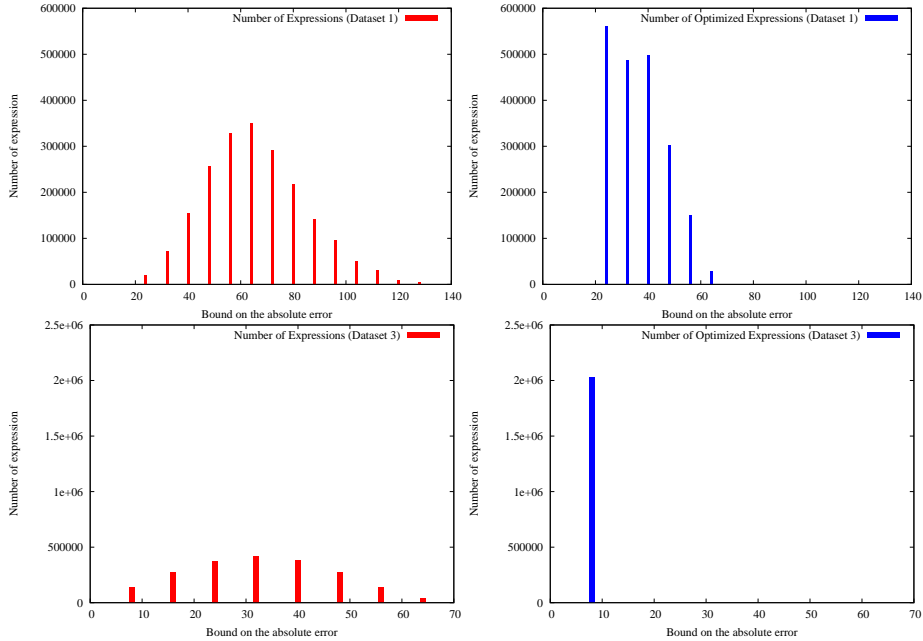 Number of Expressions (Dataset 1)
Number of expression
600000
500000
400000
300000
200000
100000
0
0 20 40 60 80 100 120 140
Bound on the absolute error
Number of Optimized Expressions (Dataset 1)
Number of expression
600000
500000
400000
300000
200000
100000
0
0 20 40 60 80 100 120 140
Bound on the absolute error
Number of Expressions (Dataset 3)
Number of expression
2.5e+06
2e+06
1.5e+06
1e+06
500000
0
0 10 20 30 40 50 60 70
Bound on the absolute error
Number of Optimized Expressions (Dataset 3)
Number of expression
2.5e+06
2e+06
1.5e+06
1e+06
500000
0
0 10 20 30 40 50 60 70
Bound on the absolute error